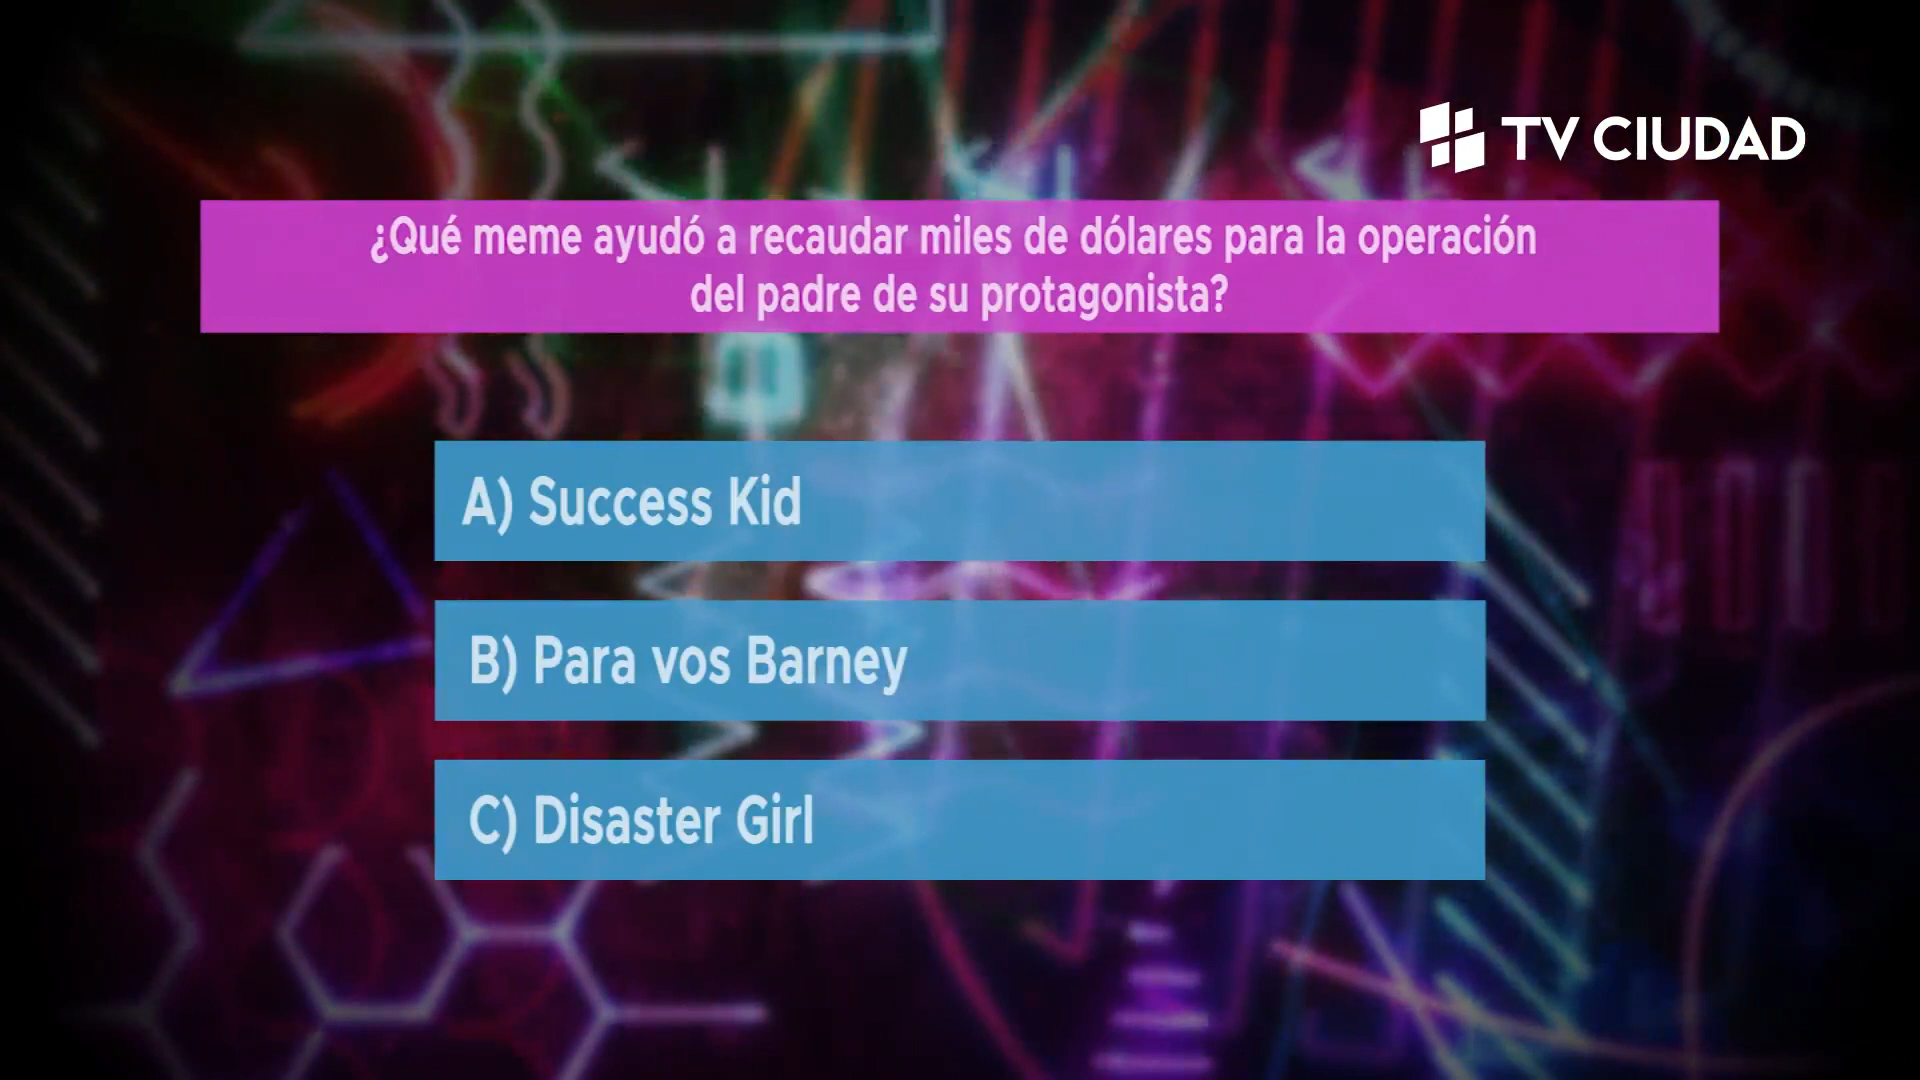 TV CIUDAD
¿Qué meme ayudó a recaudar miles de dólares para la operación
del padre de su protagonista?
A) Success Kid
B) Para vos Barney
C) Disaster Girl